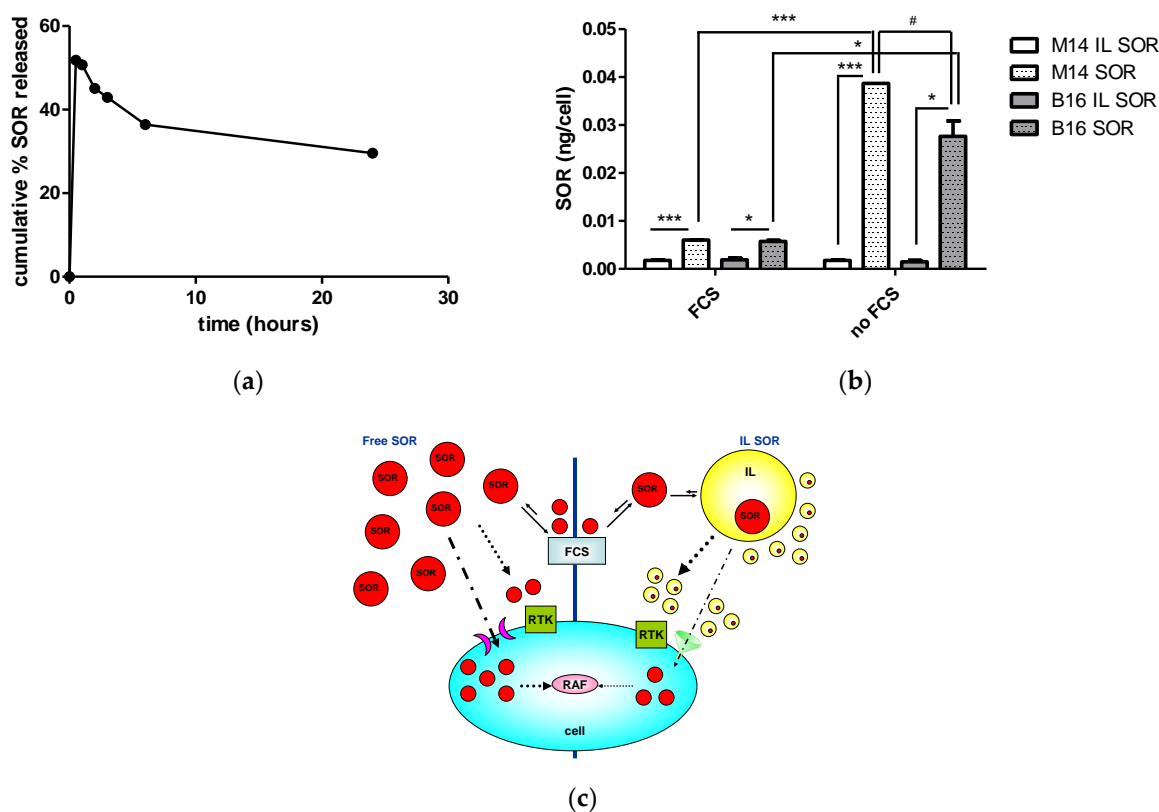 60
40
20
0
0
10
20
30
cumulative % SOR released
time (hours)
(a)
0.05
0.04
0.03
0.02
0.01
0.00
SOR (ng/cell)
***
#
*
***
*
***
*
FCS
no FCS
M14 IL SOR
M14 SOR
B16 IL SOR
B16 SOR
(b)
Free SOR
IL SOR
SOR
SOR
SOR
SOR
SOR
SOR
SOR
SOR
IL
SOR
FCS
RTK
RTK
RAF
cell
(c)